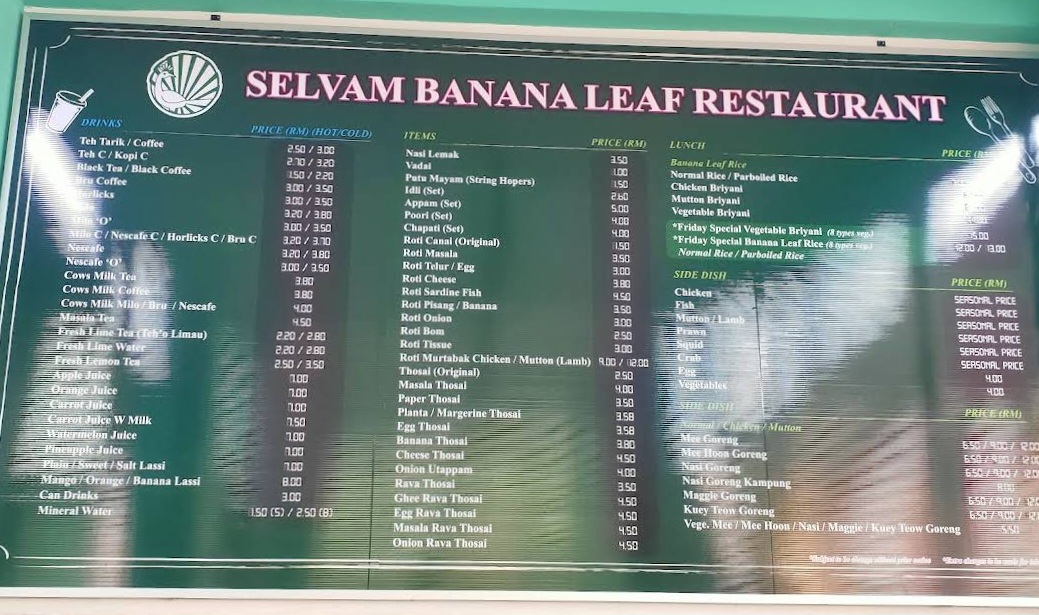 SELVAM BANANA LEAF RESTAURANT
DRINKS
PRICE (RM) (HOT/COLD)
Teh Tarik / Coffee
Teh C / Kopi C
Black Tea / Black Coffee
Bru Coffee
Horlicks
Milo 'O'
Milo C / Nescafe C / Horlicks C / Bru C
Nescafe
Nescafe 'O'
Cows Milk Tea
Cows Milk Coffee
Cows Milk Milo / Bru / Nescafe
Masala Tea
Fresh Lime Tea (Teh'o Limau)
Fresh Lime Water
Fresh Lemon Tea
Apple Juice
Orange Juice
Carrot Juice
Carrot Juice W Milk
Watermelon Juice
Pineapple Juice
Plain / Sweet / Salt Lassi
Mango / Orange / Banana Lassi
Can Drinks
Mineral Water
2.50 / 3.00
2.70 / 3.20
1.50 / 2.20
3.00 / 3.50
3.20 / 3.80
3.00 / 3.50
3.20 / 3.70
3.20 / 3.80
3.00 / 3.50
3.80
3.80
4.00
4.50
2.20 / 2.80
2.20 / 2.80
2.50 / 3.50
7.00
7.00
7.00
7.50
7.00
7.00
7.00
8.00
3.00
1.50 (S) / 2.50 (B)
ITEMS PRICE (RM)
Nasi Lemak 3.50
Vadai 1.00
Putu Mayam (String Hopers) 1.50
Idli (Set) 2.60
Appam (Set) 5.00
Poori (Set) 4.00
Chapati (Set) 4.00
Roti Canai (Original) 1.50
Roti Masala 3.50
Roti Telur / Egg 3.00
Roti Cheese 3.80
Roti Sardine Fish 4.50
Roti Pisang / Banana 3.50
Roti Onion 3.00
Roti Bom 2.50
Roti Tissue 3.00
Roti Murtabak Chicken / Mutton (Lamb) 9.00 / 12.00
Thosai (Original) 2.50
Masala Thosai 4.00
Paper Thosai 3.50
Planta / Margerine Thosai 3.58
Egg Thosai 3.58
Banana Thosai 3.80
Cheese Thosai 4.50
Onion Utappam 4.00
Rava Thosai 3.50
Ghee Rava Thosai 4.50
Egg Rava Thosai 4.50
Masala Rava Thosai 4.50
Onion Rava Thosai 4.50
LUNCH
Banana Leaf Rice
Normal Rice / Parboiled Rice
Chicken Briyani
Mutton Briyani
Vegetable Briyani
*Friday Special Vegetable Briyani (8 types veg.)
*Friday Special Banana Leaf Rice (8 types veg.)
Normal Rice / Parboiled Rice
12.00 / 13.00
SIDE DISH PRICE (RM)
Chicken SEASONAL PRICE
Fish SEASONAL PRICE
Mutton / Lamb SEASONAL PRICE
Prawn SEASONAL PRICE
Squid SEASONAL PRICE
Crab SEASONAL PRICE
Egg 4.00
Vegetables 4.00
SIDE DISH PRICE (RM)
Normal / Chicken / Mutton
Mee Goreng 6.50 / 9.00 / 12.00
Mee Hoon Goreng 6.50 / 9.00 / 12.00
Nasi Goreng 6.50 / 9.00 / 12.00
Nasi Goreng Kampung 8.00
Maggie Goreng 6.50 / 9.00 / 12.0
Kuey Teow Goreng 6.50 / 9.00 / 12.
Vege. Mee / Mee Hoon / Nasi / Maggie / Kuey Teow Goreng 5.50
*Subject to be change without prior notice